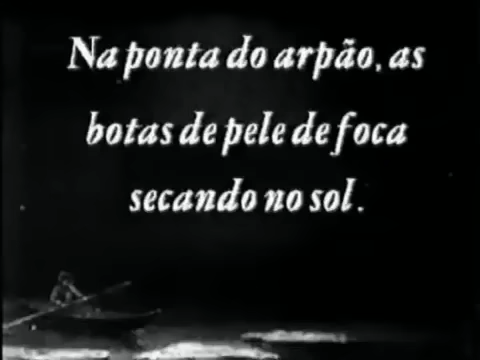 Na ponta do arpão, as
botas de pele de foca
secando no sol.